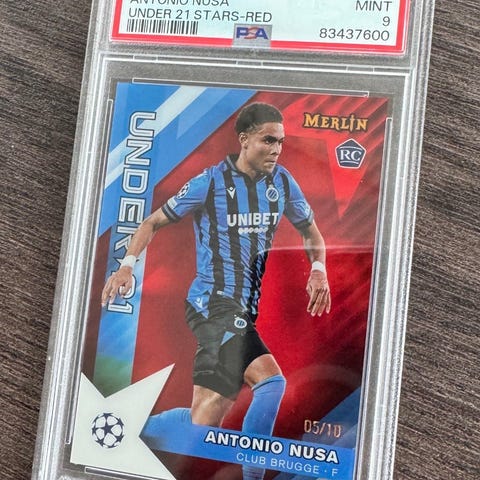 ANTONIO NUSA
MINT
UNDER 21 STARS-RED
9
PSA
83437600
MERLIN
RC
UNDER 21
UNIBET
05/10
ANTONIO NUSA
CLUB BRUGGE · F